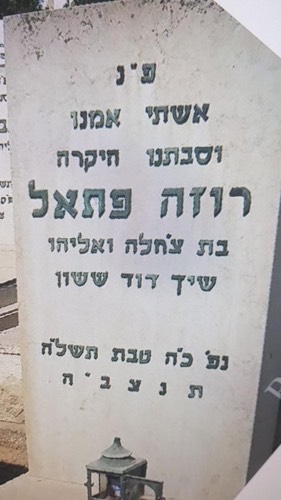 פ"נ
אשתי אמנו
וסבתנו היקרה
רוזה פתאל
בת צ'חלה ואליהו
שיך דוד ששון
נפ' כ"ה טבת תשל"ח
ת נ צ ב "ה